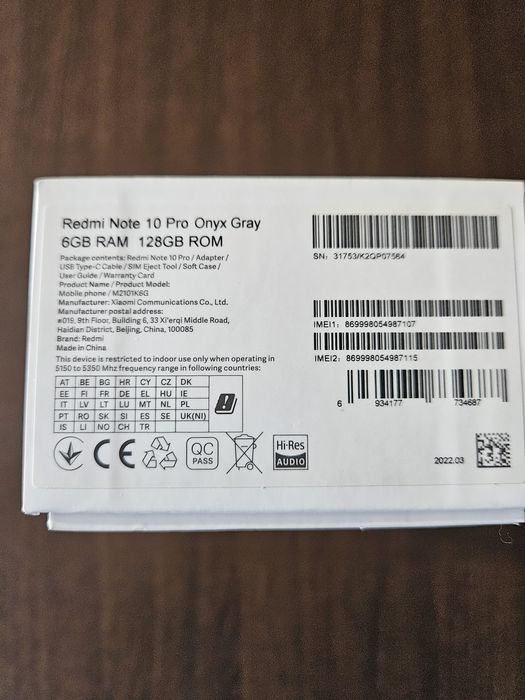 Redmi Note 10 Pro Onyx Gray
6GB RAM 128GB ROM
Package contents: Redmi Note 10 Pro / Adapter /
USB Type-C Cable / SIM Eject Tool / Soft Case /
User Guide / Warranty Card
Product Name / Product Model:
Mobile phone / M2101K6G
Manufacturer: Xiaomi Communications Co., Ltd.
Manufacturer postal address:
#019, 9th Floor, Building 6, 33 Xi'erqi Middle Road,
Haidian District, Beijing, China, 100085
Brand: Redmi
Made in China
This device is restricted to indoor use only when operating in
5150 to 5350 Mhz frequency range in following countries:
AT BE BG HR CY CZ DK
EE FI FR DE EL HU IE
IT LV LT LU MT NL PL
PT RO SK SI ES SE UK(NI)
IS LI NO CH TR
CE
QC
PASS
Hi-Res
AUDIO
SN: 31753/K2QP07564
IMEI1: 869998054987107
IMEI2: 869998054987115
6 934177 734687
2022.03